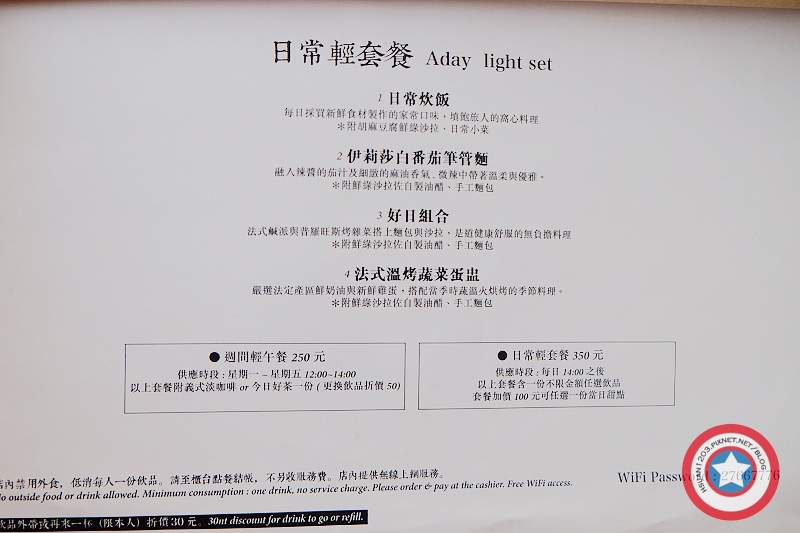 日常輕套餐 Aday light set
1 日常炊飯
每日採買新鮮食材製作的家常口味，填飽旅人的窩心料理
＊附胡麻豆腐鮮綠沙拉、日常小菜
2 伊莉莎白番茄筆管麵
融入辣醬的茄汁及細緻的麻油香氣．微辣中帶著溫柔與優雅。
＊附鮮綠沙拉佐自製油醋、手工麵包
3 好日組合
法式鹹派與普羅旺斯烤雜菜搭上麵包與沙拉，是道健康舒服的無負擔料理
＊附鮮綠沙拉佐自製油醋、手工麵包
4 法式溫烤蔬菜蛋盅
嚴選法定產區鮮奶油與新鮮雞蛋，搭配當季時蔬溫火烘烤的季節料理。
＊附鮮綠沙拉佐自製油醋、手工麵包
● 週間輕午餐 250 元
供應時段：星期一 – 星期五 12:00~14:00
以上套餐附義式淡咖啡 or 今日好茶一份 ( 更換飲品折價 50)
● 日常輕套餐 350 元
供應時段：每日 14:00 之後
以上套餐含一份不限金額任選飲品
套餐加價 100 元可任選一份當日甜點
店內禁用外食，低消每人一份飲品。請至櫃台點餐結帳，不另收服務費。店內提供無線上網服務。
No outside food or drink allowed. Minimum consumption : one drink, no service charge. Please order & pay at the cashier. Free WiFi access.
WiFi Password : 27667776
飲品外帶或再來一杯（限本人）折價 30 元。30nt discount for drink to go or refill.
HSUAN1203.PIXNET.NET/BLOG